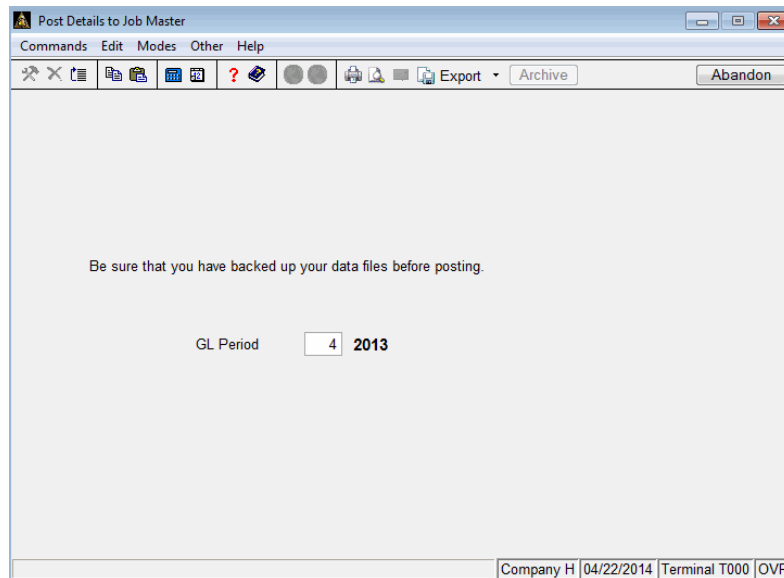 Post Details to Job Master
Commands Edit Modes Other Help
Export Archive Abandon
Be sure that you have backed up your data files before posting.
GL Period 4 2013
Company H 04/22/2014 Terminal T000 OVR